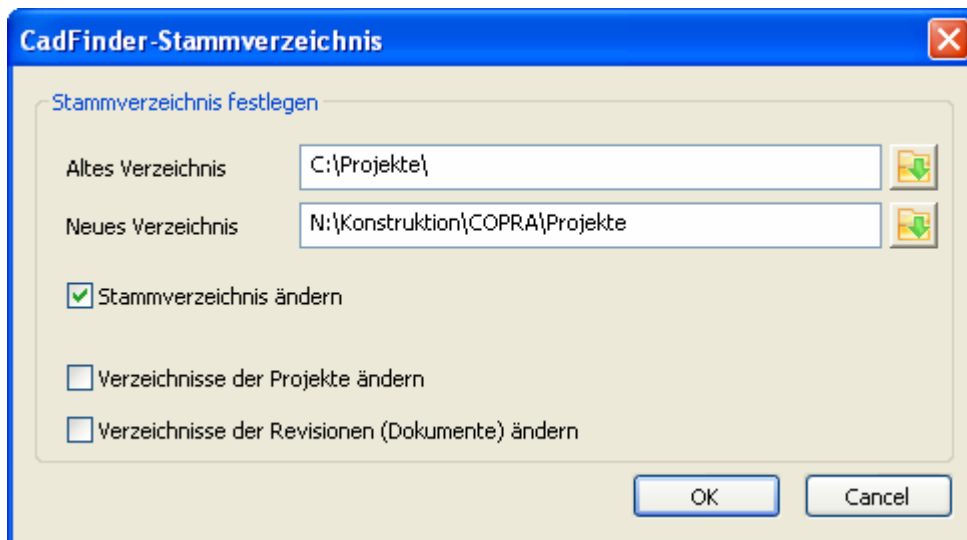 CadFinder-Stammverzeichnis
Stammverzeichnis festlegen
Altes Verzeichnis C:\Projekte\
Neues Verzeichnis N:\Konstruktion\COPRA\Projekte
Stammverzeichnis ändern
Verzeichnisse der Projekte ändern
Verzeichnisse der Revisionen (Dokumente) ändern
OK Cancel